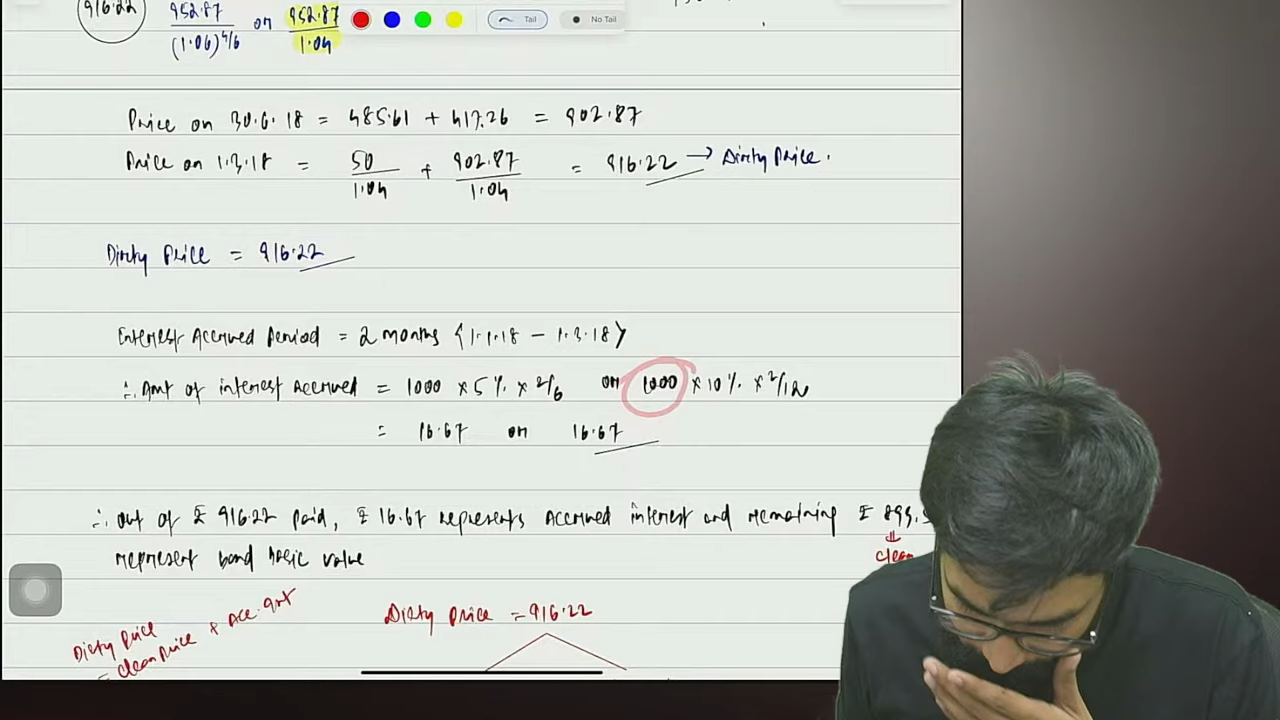 916.22 952.87 / (1.06)^4/6 on 952.87 / 1.04 Tail No Tail
Price on 30.6.18 = 485.61 + 417.26 = 902.87
Price on 1.3.18 = 50 / 1.04 + 902.87 / 1.04 = 916.22 → Dirty Price.
Dirty Price = 916.22
Interest Accrued Period = 2 months {1.1.18 - 1.3.18}
∴ Amt of interest accrued = 1000 × 5% × 2/6 on 1000 × 10% × 2/12
= 16.67 on 16.67
∴ out of ₹ 916.22 paid, ₹ 16.67 represents Accrued interest and remaining ₹ 899.
represent bond basic value
clean
Dirty Price = 916.22
Dirty Price
= clean price + Acc. Int